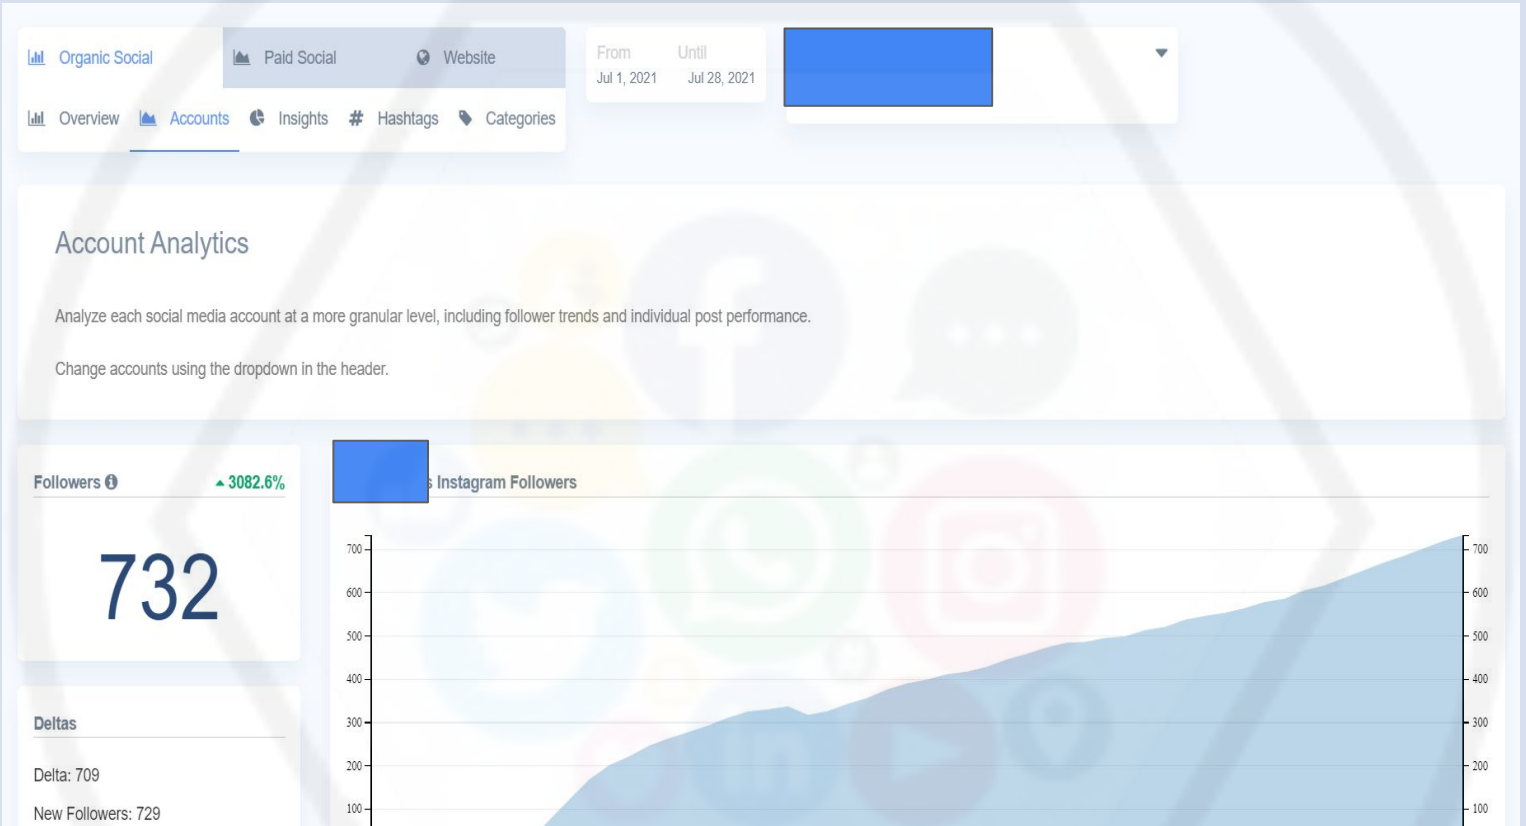 Organic Social Paid Social Website
Overview Accounts Insights # Hashtags Categories
From Until
Jul 1, 2021 Jul 28, 2021
Account Analytics
Analyze each social media account at a more granular level, including follower trends and individual post performance.
Change accounts using the dropdown in the header.
Followers 3082.6%
732
Deltas
Delta: 709
New Followers: 729
s Instagram Followers
700 700
600 600
500 500
400 400
300 300
200 200
100 100